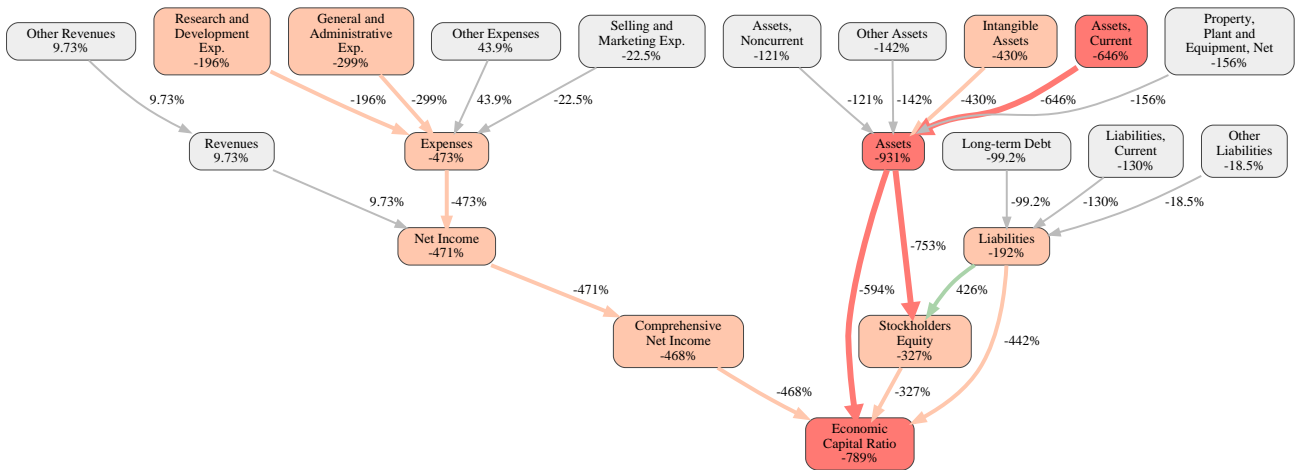 Other Revenues
9.73%
Research and
Development
Exp.
-196%
General and
Administrative
Exp.
-299%
Other Expenses
43.9%
Selling and
Marketing Exp.
-22.5%
Assets,
Noncurrent
-121%
Other Assets
-142%
Intangible
Assets
-430%
Assets,
Current
-646%
Property,
Plant and
Equipment, Net
-156%
9.73%
-196%
-299%
43.9%
-22.5%
-121%
-142%
-430%
-646%
-156%
Revenues
9.73%
Expenses
-473%
Assets
-931%
Long-term Debt
-99.2%
Liabilities,
Current
-130%
Other
Liabilities
-18.5%
9.73%
-473%
-99.2%
-130%
-18.5%
Net Income
-471%
-753%
Liabilities
-192%
-471%
-594%
426%
Comprehensive
Net Income
-468%
Stockholders
Equity
-327%
-442%
-468%
-327%
Economic
Capital Ratio
-789%